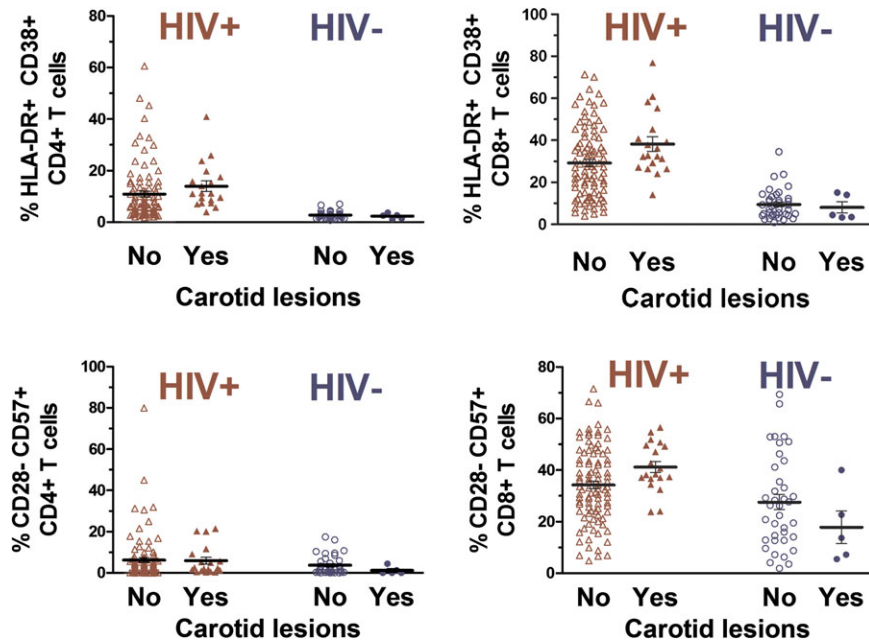 % HLA-DR+ CD38+
CD4+ T cells
80
60
40
20
0
HIV+ HIV-
No Yes No Yes
Carotid lesions
% HLA-DR+ CD38+
CD8+ T cells
100
80
60
40
20
0
HIV+ HIV-
No Yes No Yes
Carotid lesions
% CD28- CD57+
CD4+ T cells
100
80
60
40
20
0
HIV+ HIV-
No Yes No Yes
Carotid lesions
% CD28- CD57+
CD8+ T cells
80
60
40
20
0
HIV+ HIV-
No Yes No Yes
Carotid lesions